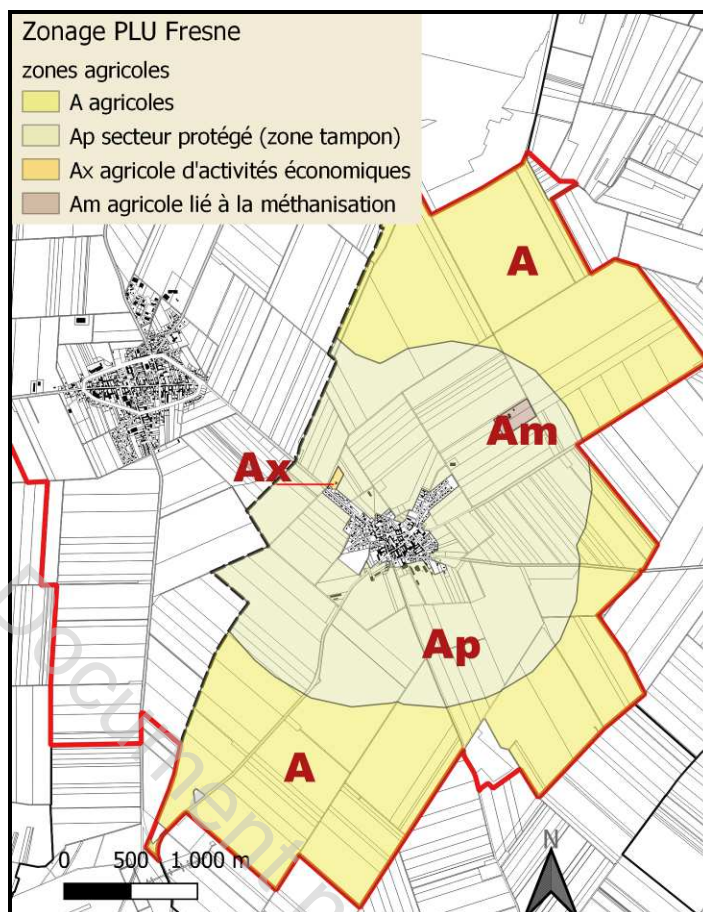 Zonage PLU Fresne
zones agricoles
A agricoles
Ap secteur protégé (zone tampon)
Ax agricole d'activités économiques
Am agricole lié à la méthanisation
A
Am
Ax
Ap
A
0 500 1 000 m
N
Document